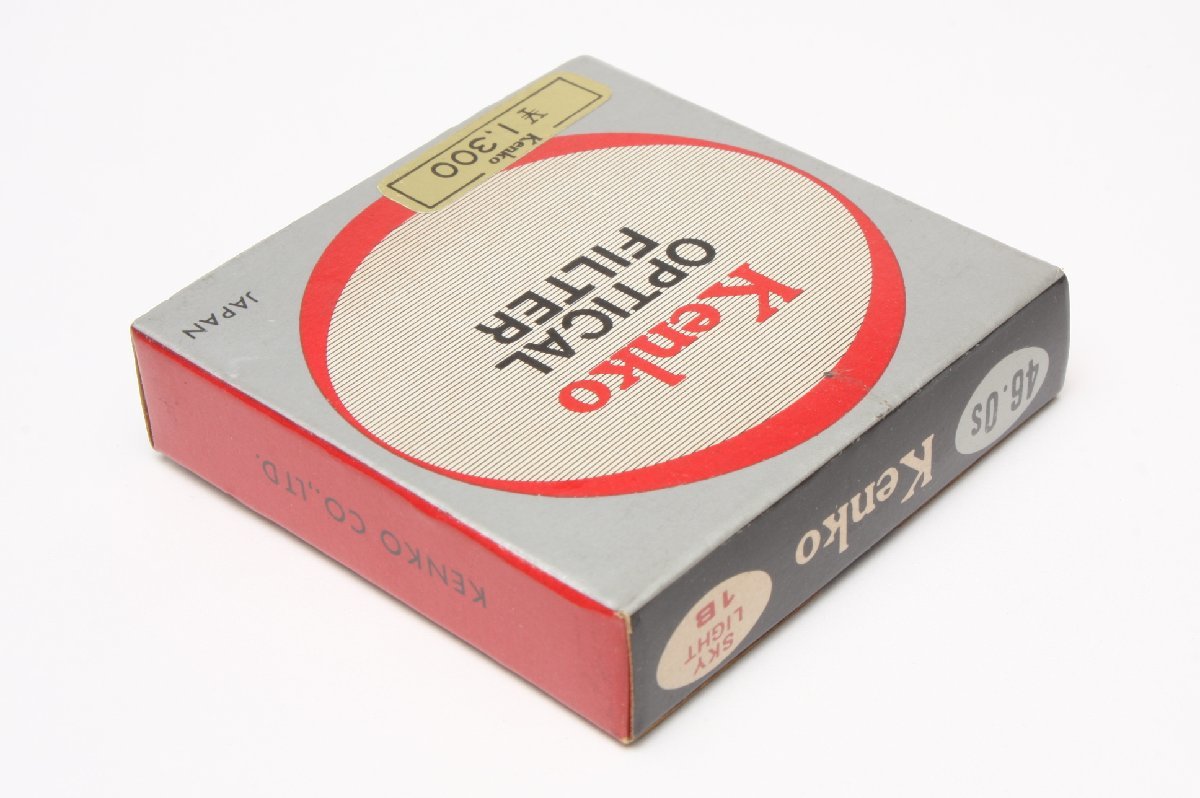 Kenko
¥1,300
Kenko
OPTICAL
FILTER
JAPAN
KENKO CO.,LTD.
46.0s
Kenko
SKY
LIGHT
1B